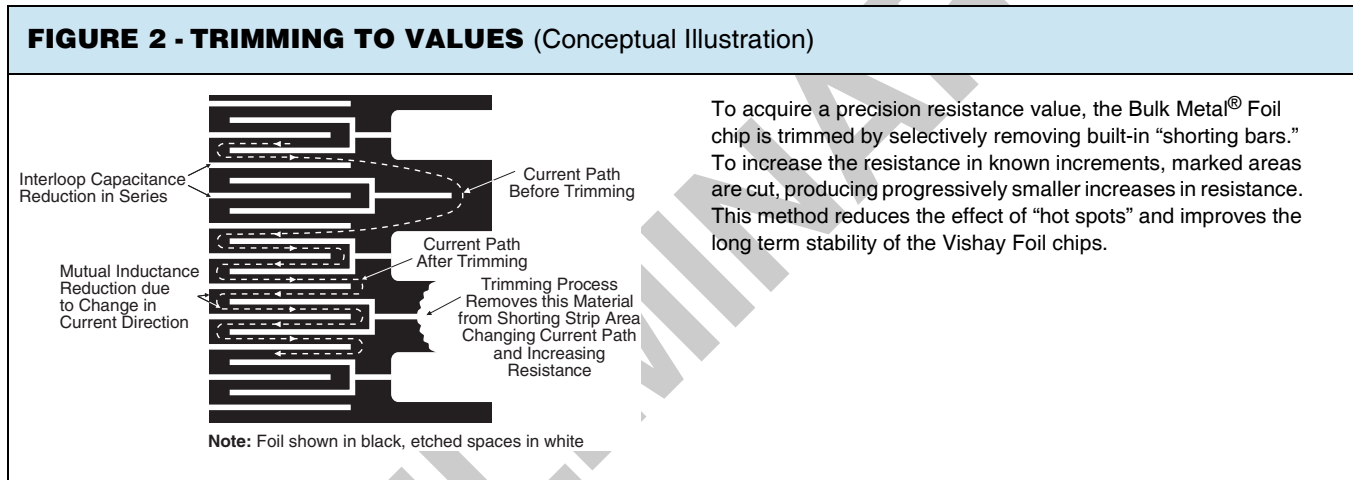 FIGURE 2 - TRIMMING TO VALUES (Conceptual Illustration)
Interloop Capacitance
Reduction in Series
Mutual Inductance
Reduction due
to Change in
Current Direction
Current Path
Before Trimming
Current Path
After Trimming
Trimming Process
Removes this Material
from Shorting Strip Area
Changing Current Path
and Increasing
Resistance
Note: Foil shown in black, etched spaces in white
To acquire a precision resistance value, the Bulk Metal® Foil
chip is trimmed by selectively removing built-in “shorting bars.”
To increase the resistance in known increments, marked areas
are cut, producing progressively smaller increases in resistance.
This method reduces the effect of “hot spots” and improves the
long term stability of the Vishay Foil chips.